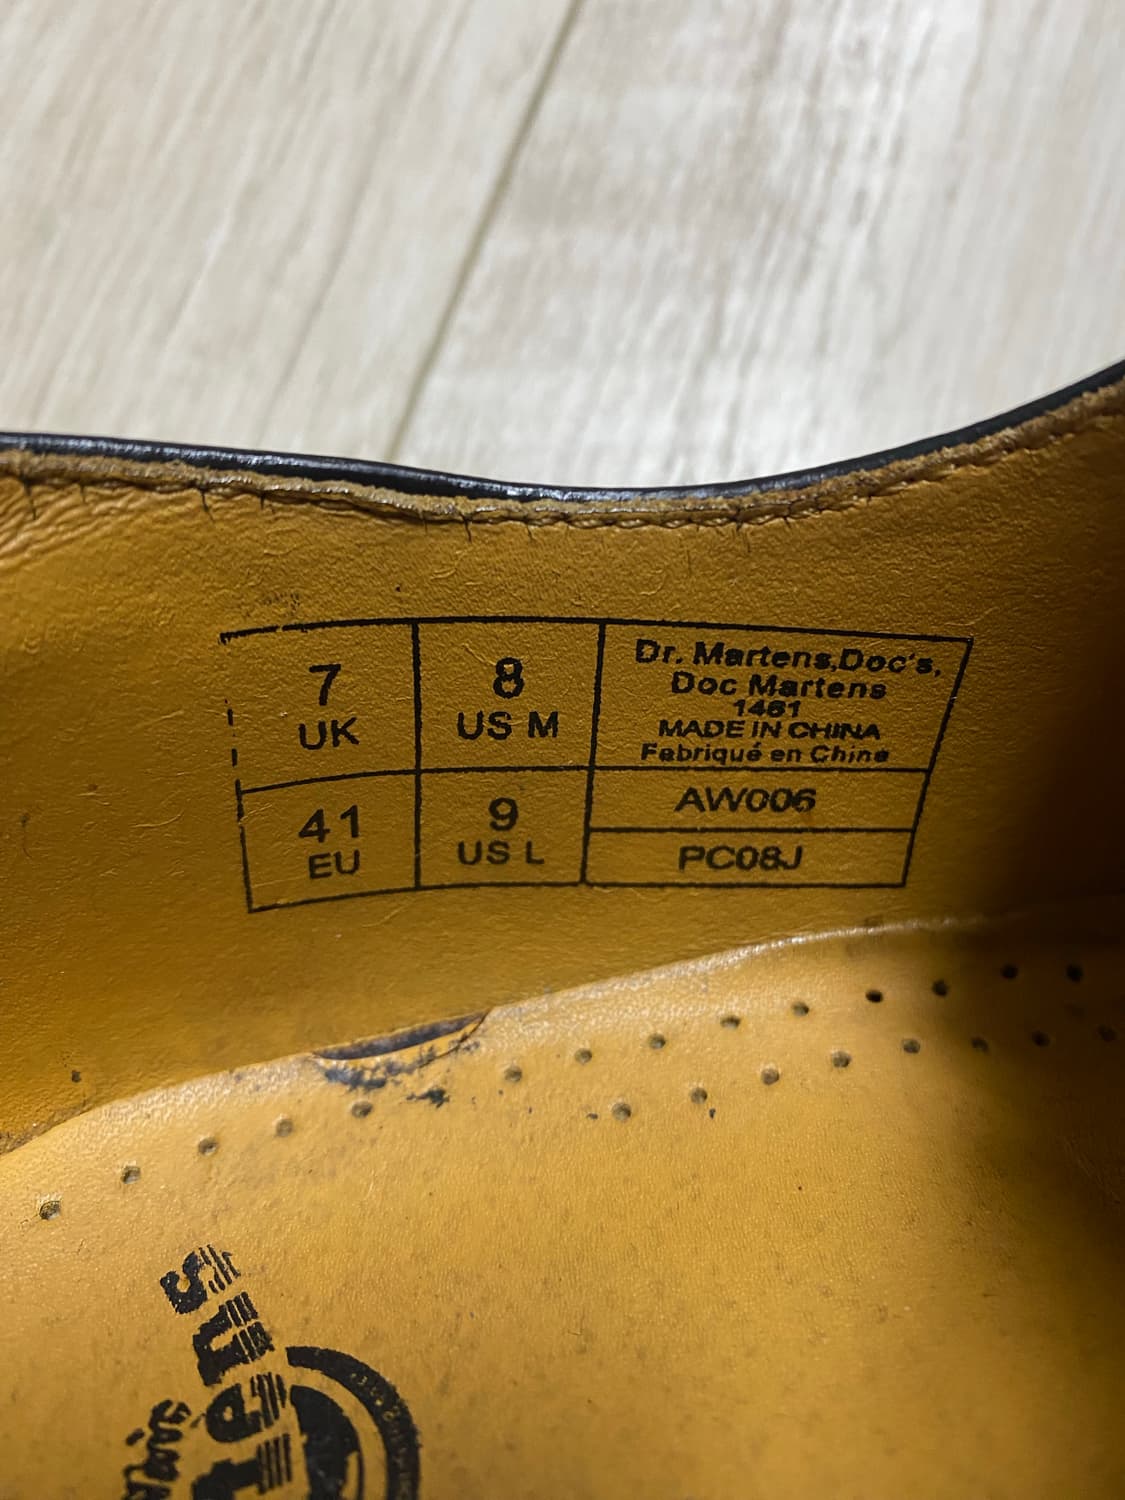 7
UK
8
US M
Dr. Martens,Doc's,
Doc Martens
1461
MADE IN CHINA
Fabriqué en Chine
41
EU
9
US L
AW006
PC08J